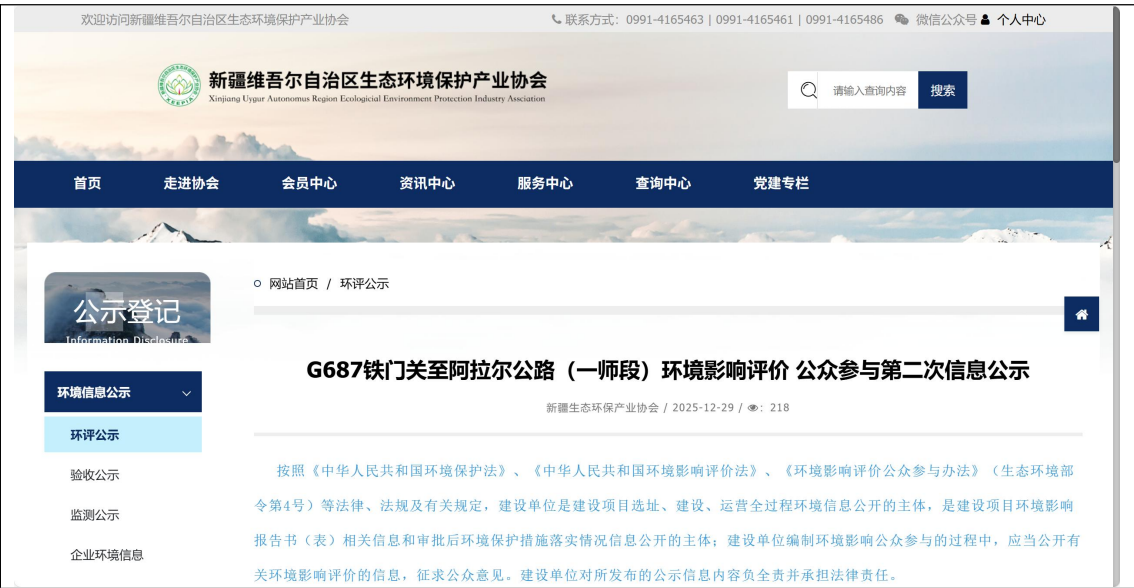 欢迎访问新疆维吾尔自治区生态环境保护产业协会
联系方式：0991-4165463 | 0991-4165461 | 0991-4165486 微信公众号 个人中心
新疆维吾尔自治区生态环境保护产业协会
Xinjiang Uygur Autonomus Region Ecologicial Environment Protection Industry Association
XEEPIA
请输入查询内容 搜索
首页 走进协会 会员中心 资讯中心 服务中心 查询中心 党建专栏
公示登记
Information Disclosure
网站首页 / 环评公示
环境信息公示
环评公示
验收公示
监测公示
企业环境信息
G687铁门关至阿拉尔公路（一师段）环境影响评价 公众参与第二次信息公示
新疆生态环保产业协会 / 2025-12-29 / ：218
按照《中华人民共和国环境保护法》、《中华人民共和国环境影响评价法》、《环境影响评价公众参与办法》（生态环境部
令第4号）等法律、法规及有关规定，建设单位是建设项目选址、建设、运营全过程环境信息公开的主体，是建设项目环境影响
报告书（表）相关信息和审批后环境保护措施落实情况信息公开的主体；建设单位编制环境影响公众参与的过程中，应当公开有
关环境影响评价的信息，征求公众意见。建设单位对所发布的公示信息内容负全责并承担法律责任。